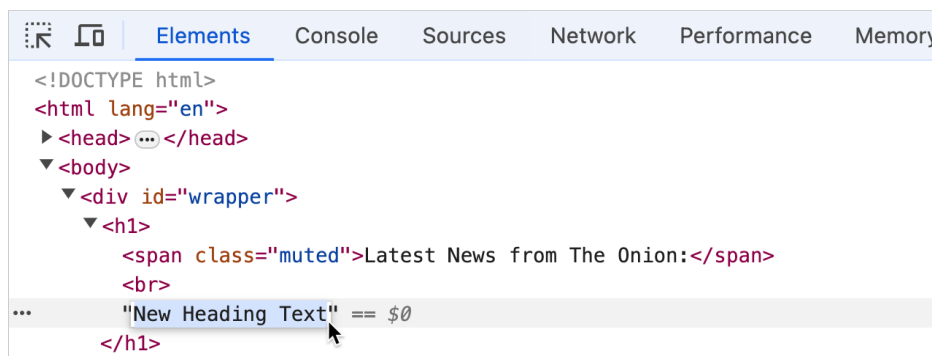 Elements Console Sources Network Performance Memory
<!DOCTYPE html>
<html lang="en">
<head> ••• </head>
<body>
<div id="wrapper">
<h1>
<span class="muted">Latest News from The Onion:</span>
<br>
••• "New Heading Text" == $0
</h1>